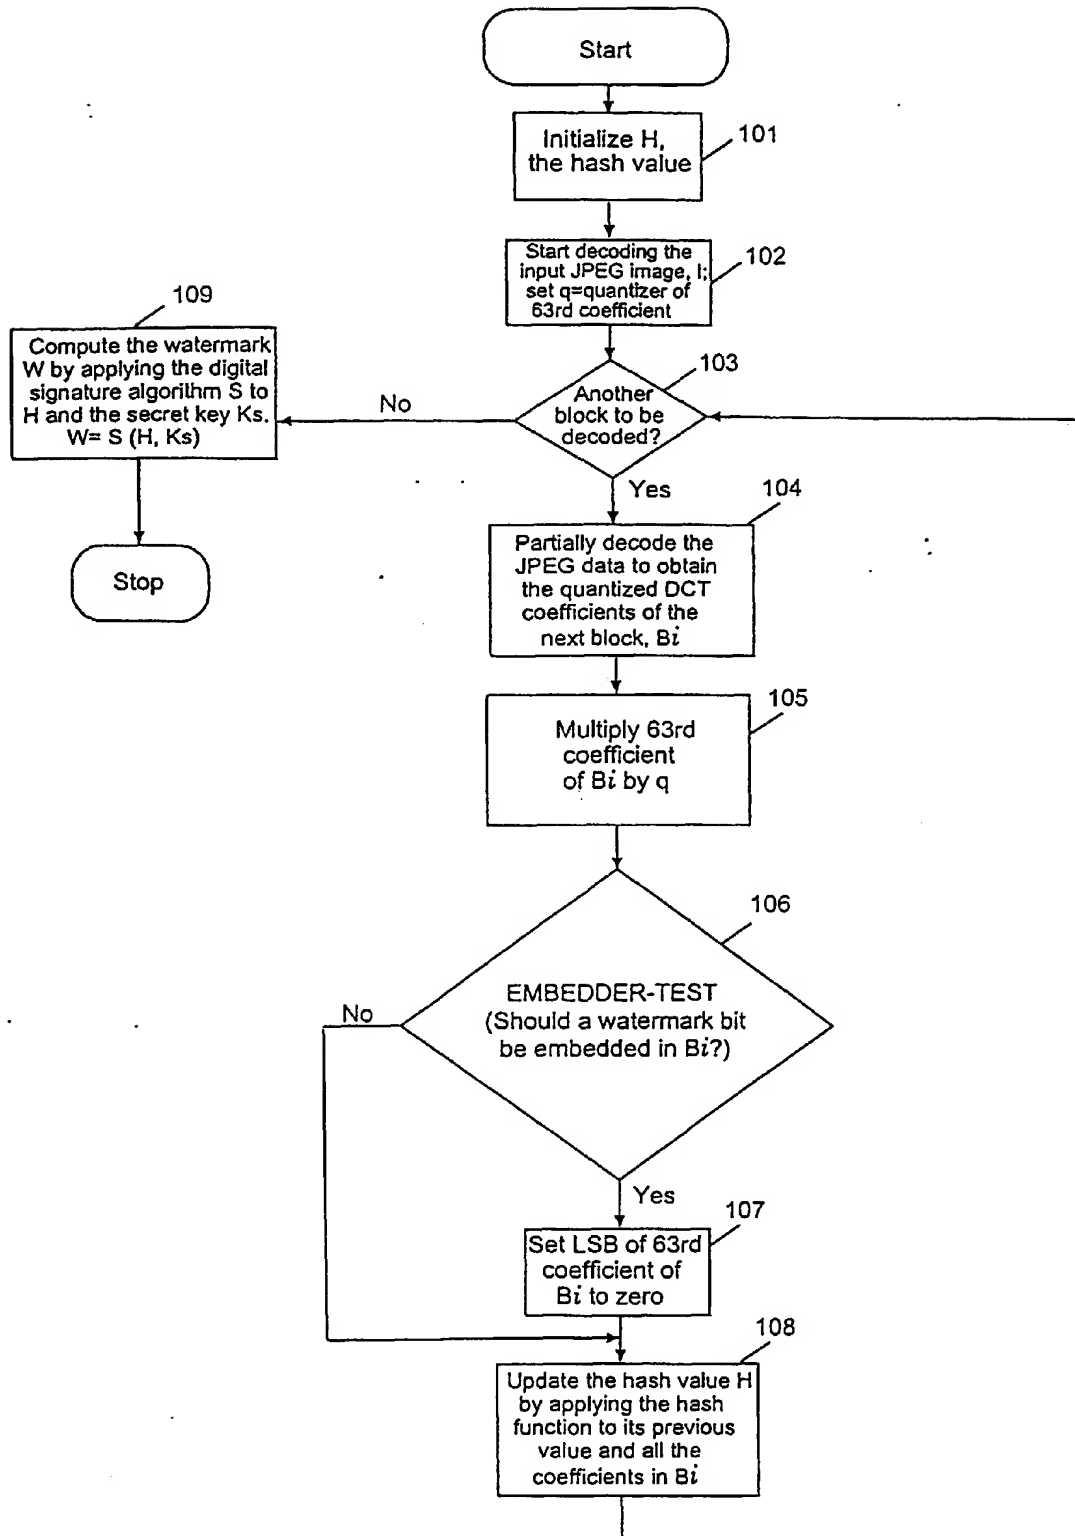 Start
Initialize H,
the hash value
101
Start decoding the
input JPEG image, I;
set q=quantizer of
63rd coefficient
102
109
Compute the watermark
W by applying the digital
signature algorithm S to
H and the secret key Ks.
W= S (H, Ks)
No
103
Another
block to be
decoded?
Yes
Stop
104
Partially decode the
JPEG data to obtain
the quantized DCT
coefficients of the
next block, Bi
105
Multiply 63rd
coefficient
of Bi by q
106
EMBEDDER-TEST
(Should a watermark bit
be embedded in Bi?)
No
Yes
107
Set LSB of 63rd
coefficient of
Bi to zero
108
Update the hash value H
by applying the hash
function to its previous
value and all the
coefficients in Bi